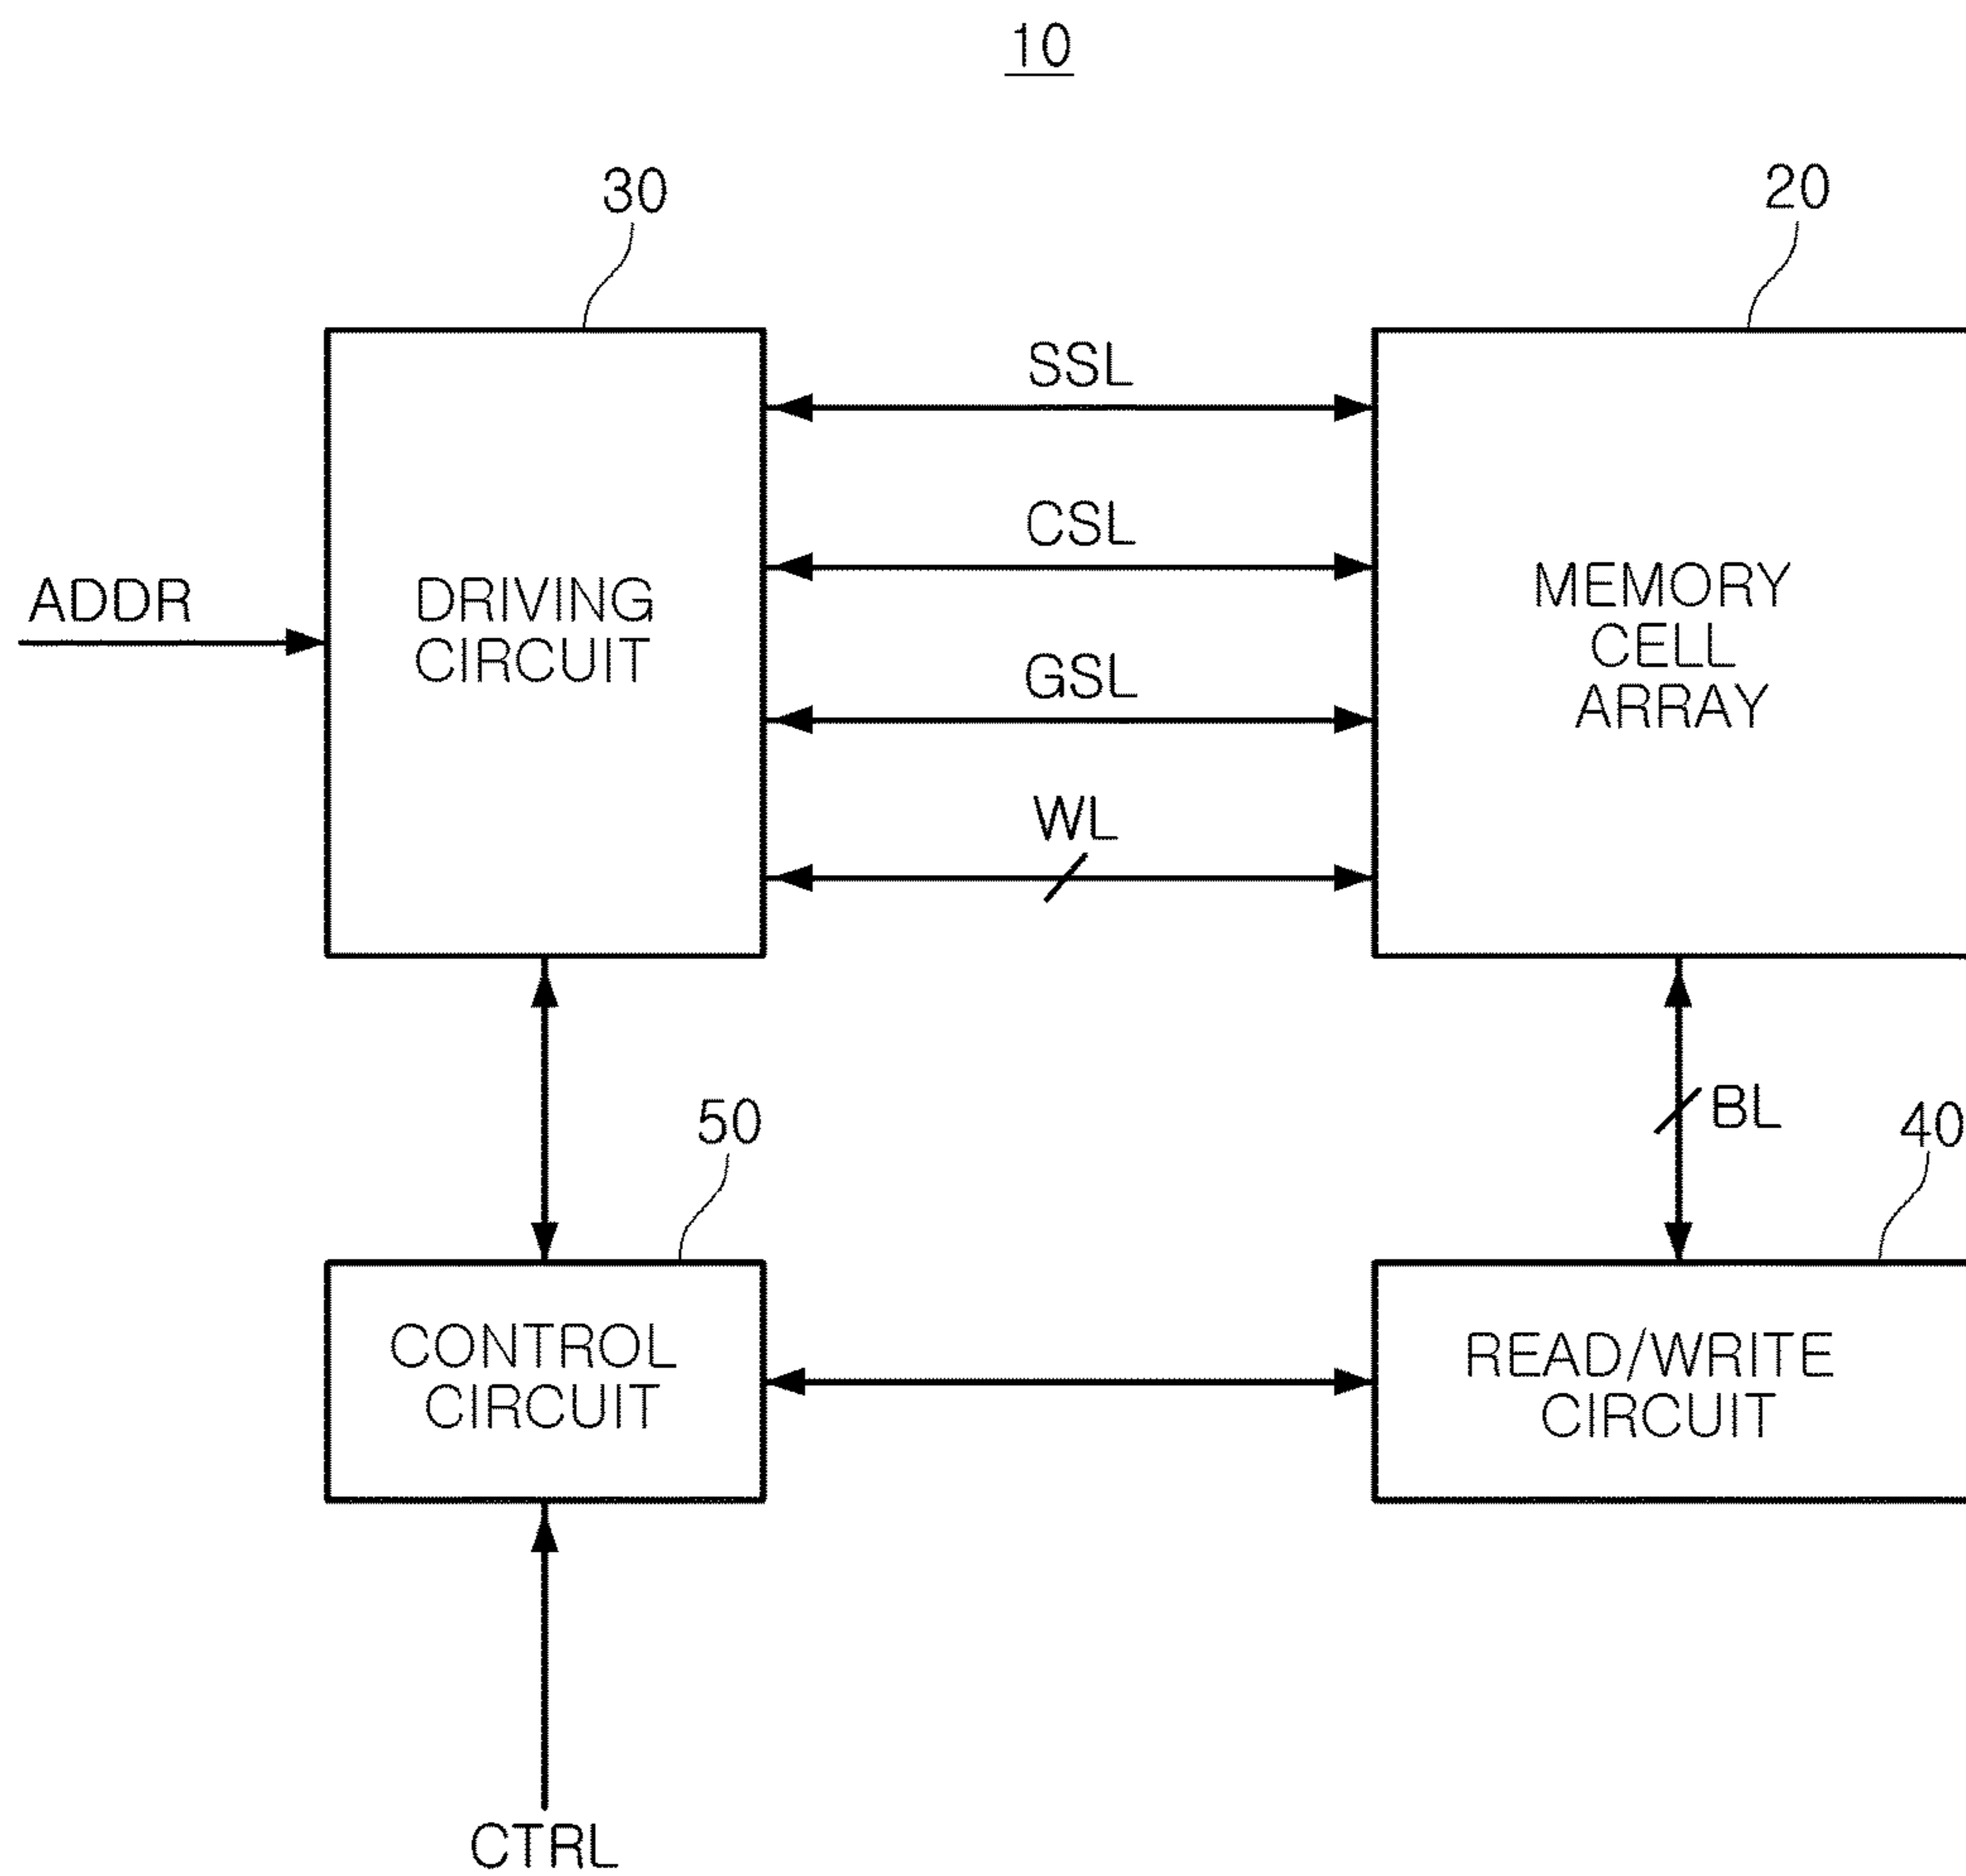 10
30
20
SSL
CSL
ADDR
DRIVING
CIRCUIT
MEMORY
CELL
ARRAY
GSL
WL
50
BL
40
CONTROL
CIRCUIT
READ/WRITE
CIRCUIT
CTRL